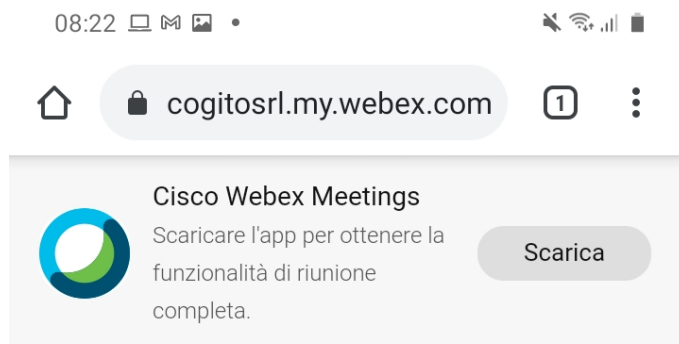 08:22
cogitosrl.my.webex.com 1
Cisco Webex Meetings
Scaricare l'app per ottenere la
funzionalità di riunione
completa.
Scarica